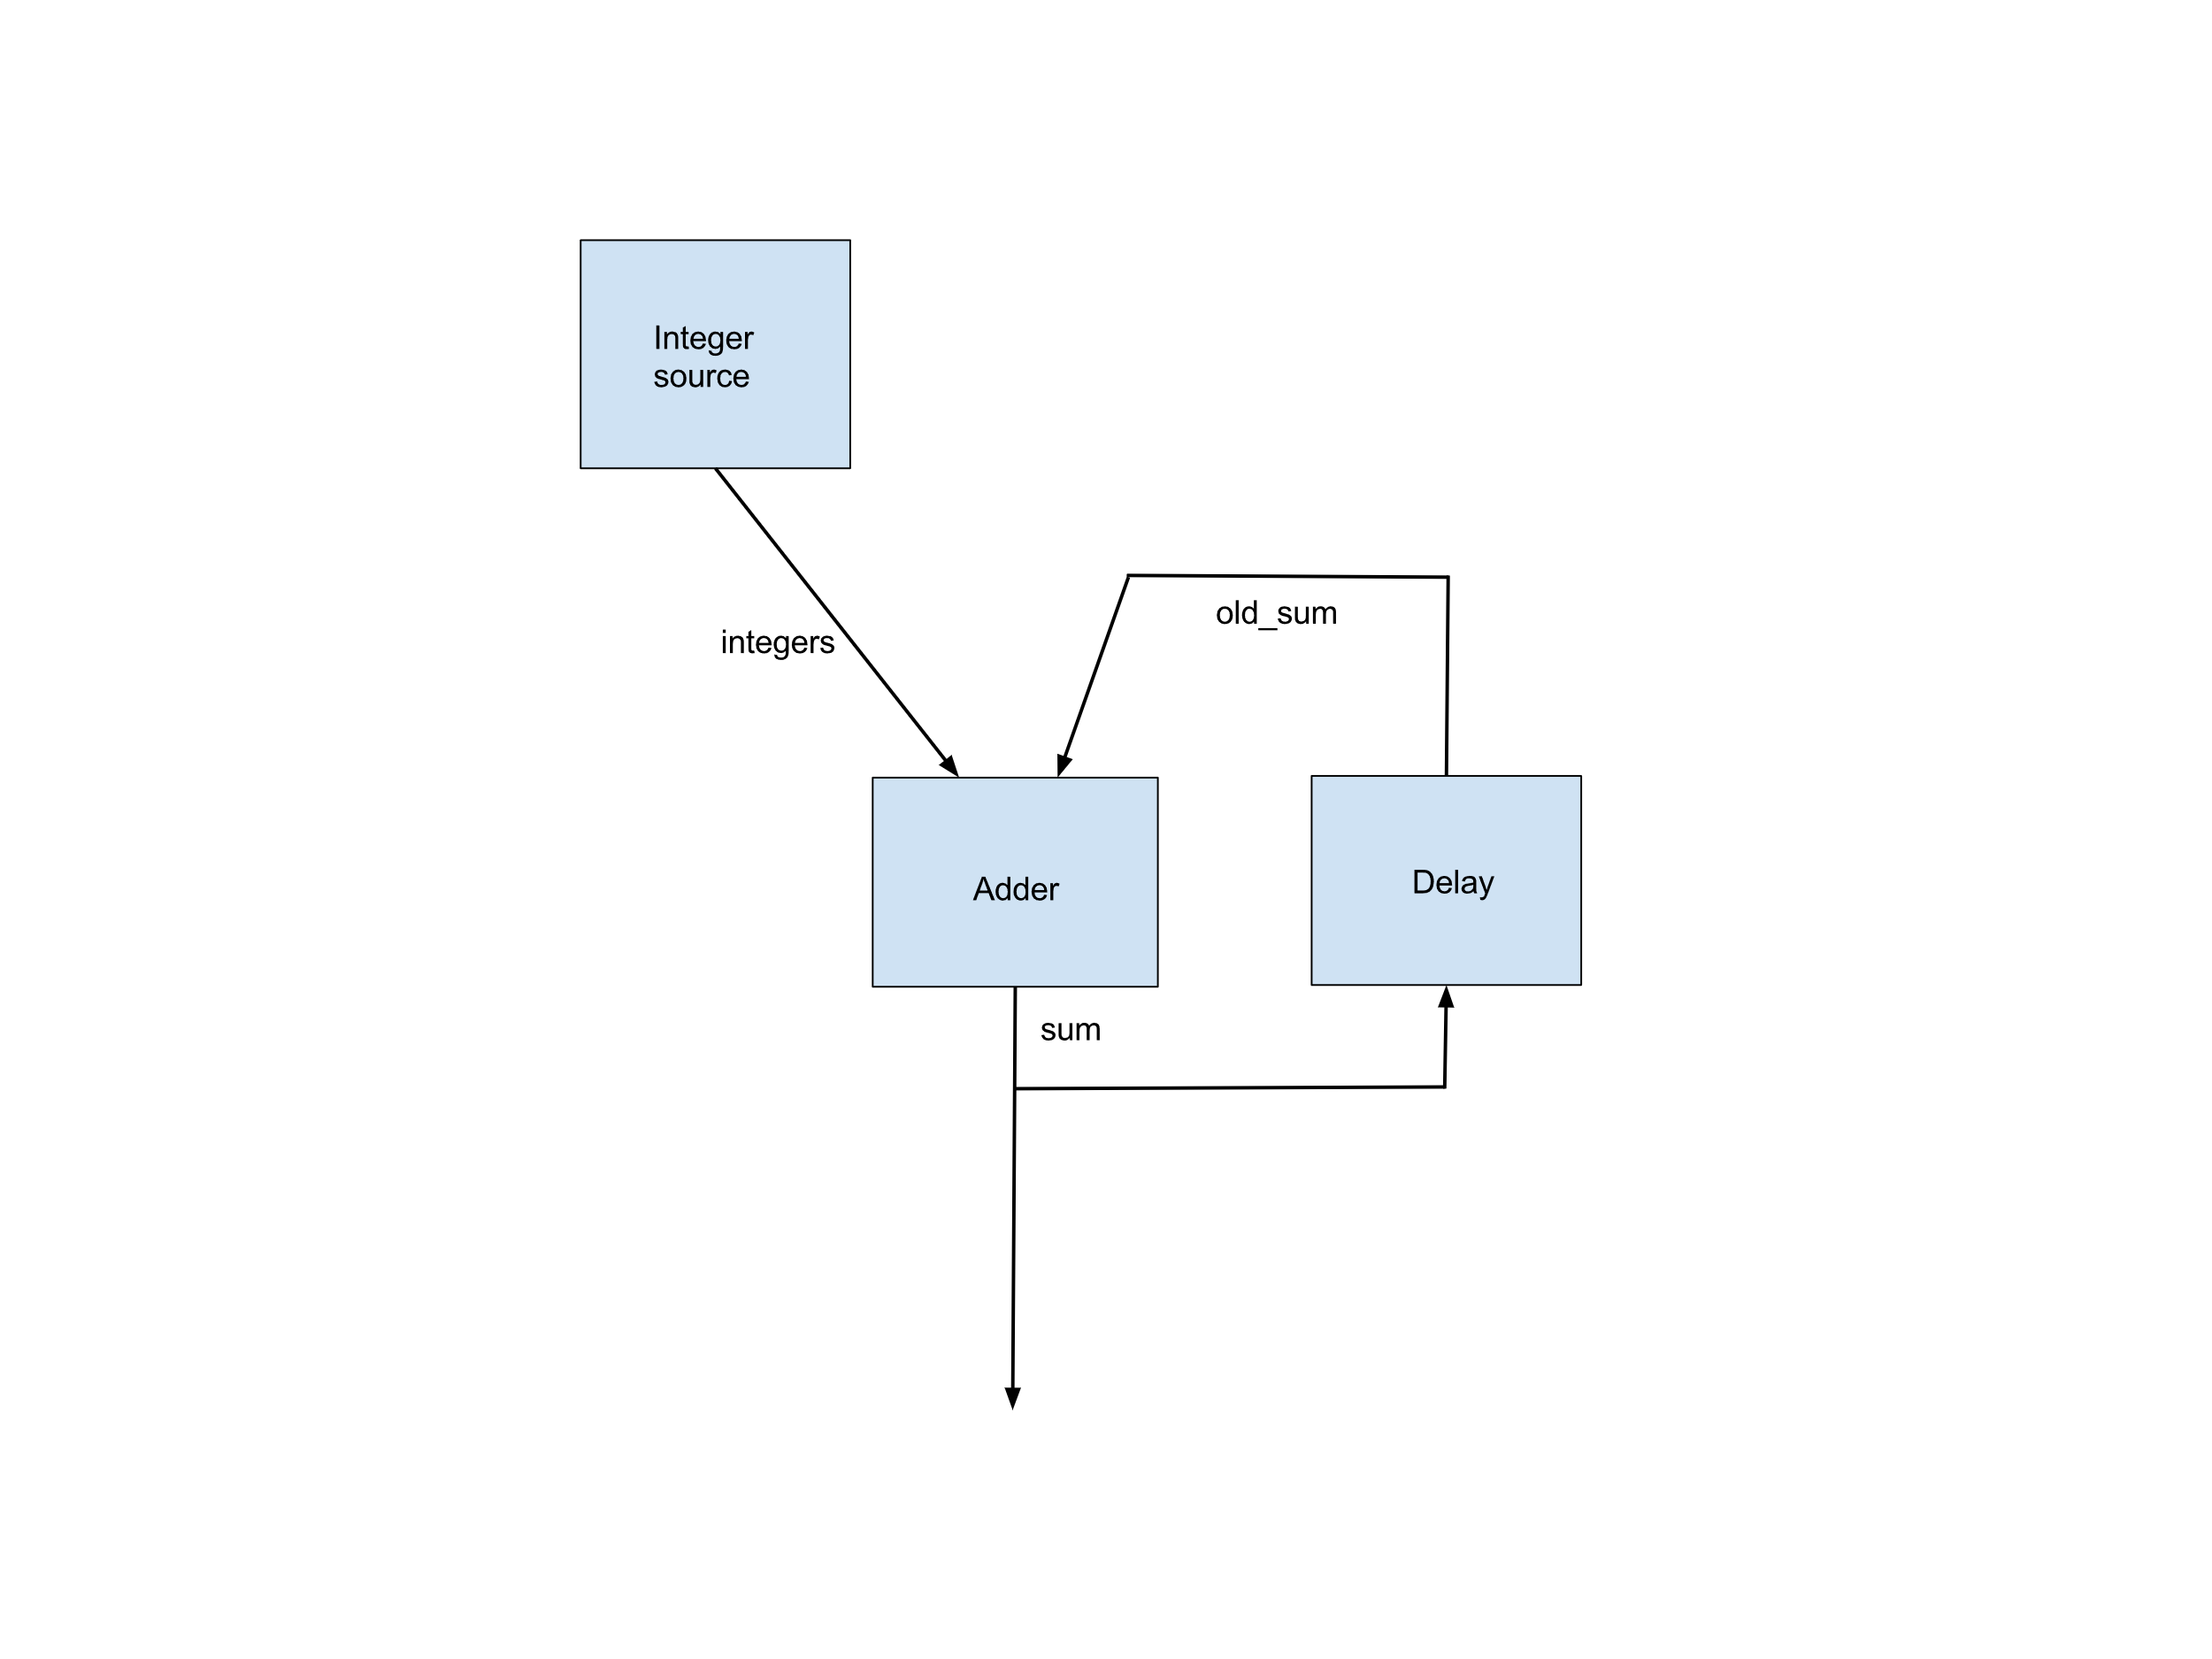 Integer
source
old_sum
integers
Adder
Delay
sum